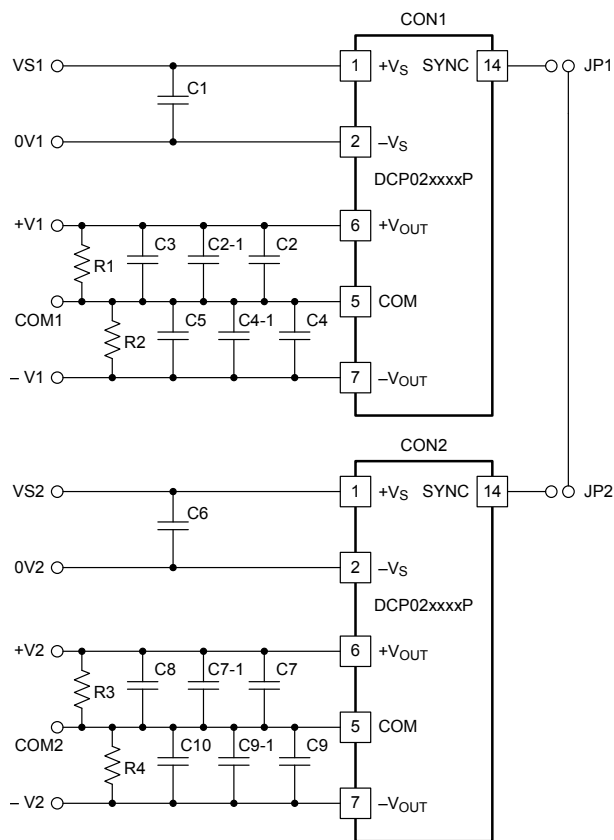 CON1
VS1
1
+VS
SYNC
14
JP1
C1
0V1
2
–VS
DCP02xxxxP
+V1
6
+VOUT
R1
C3
C2-1
C2
COM1
5
COM
R2
C5
C4-1
C4
– V1
7
–VOUT
CON2
VS2
1
+VS
SYNC
14
JP2
C6
0V2
2
–VS
DCP02xxxxP
+V2
6
+VOUT
R3
C8
C7-1
C7
COM2
5
COM
R4
C10
C9-1
C9
– V2
7
–VOUT